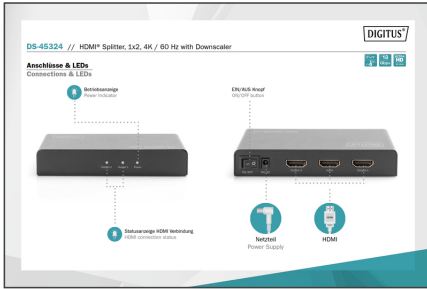 DIGITUS®
DS-45324 // HDMI® Splitter, 1x2, 4K / 60 Hz with Downscaler
Anschlüsse & LEDs
Connections & LEDs
Betriebsanzeige
Power Indicator
EIN/AUS Knopf
ON/OFF button
Statusanzeige HDMI Verbindung
HDMI connection status
Netzteil
Power Supply
HDMI